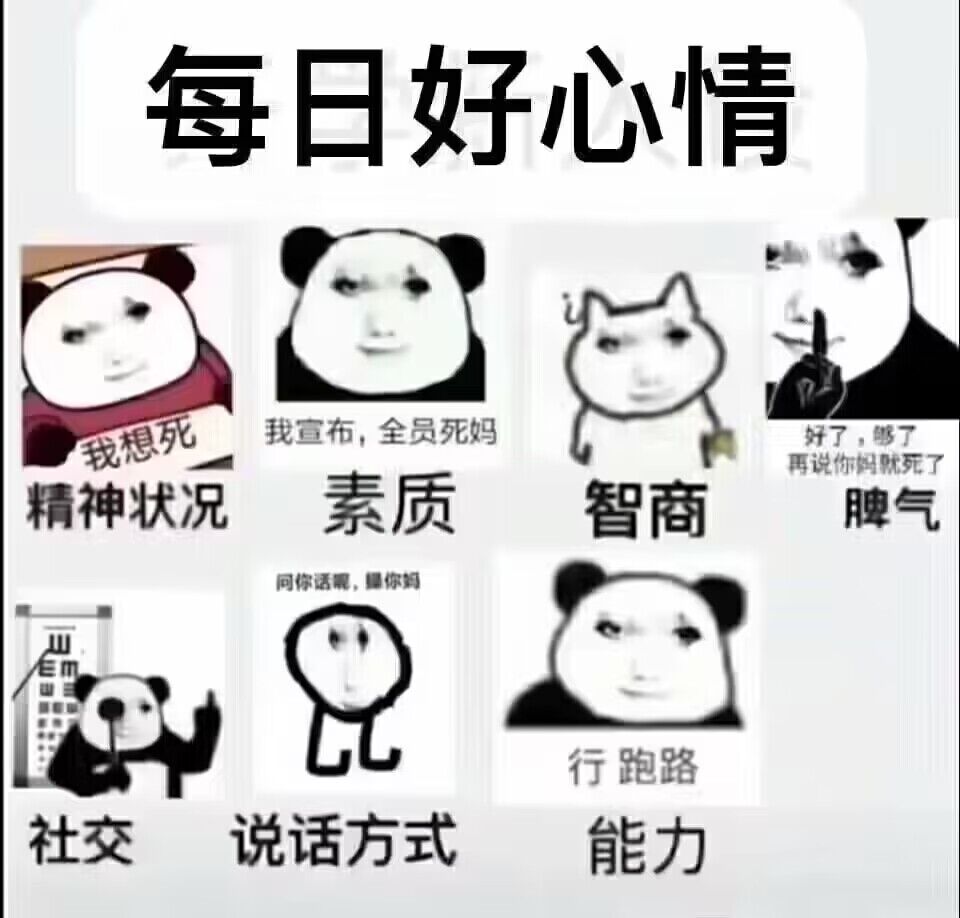 每日好心情
我想死
精神状况
我宣布，全员死妈
素质
智商
好了，够了
再说你妈就死了
脾气
社交
问你话呢，操你妈
说话方式
行 跑路
能力